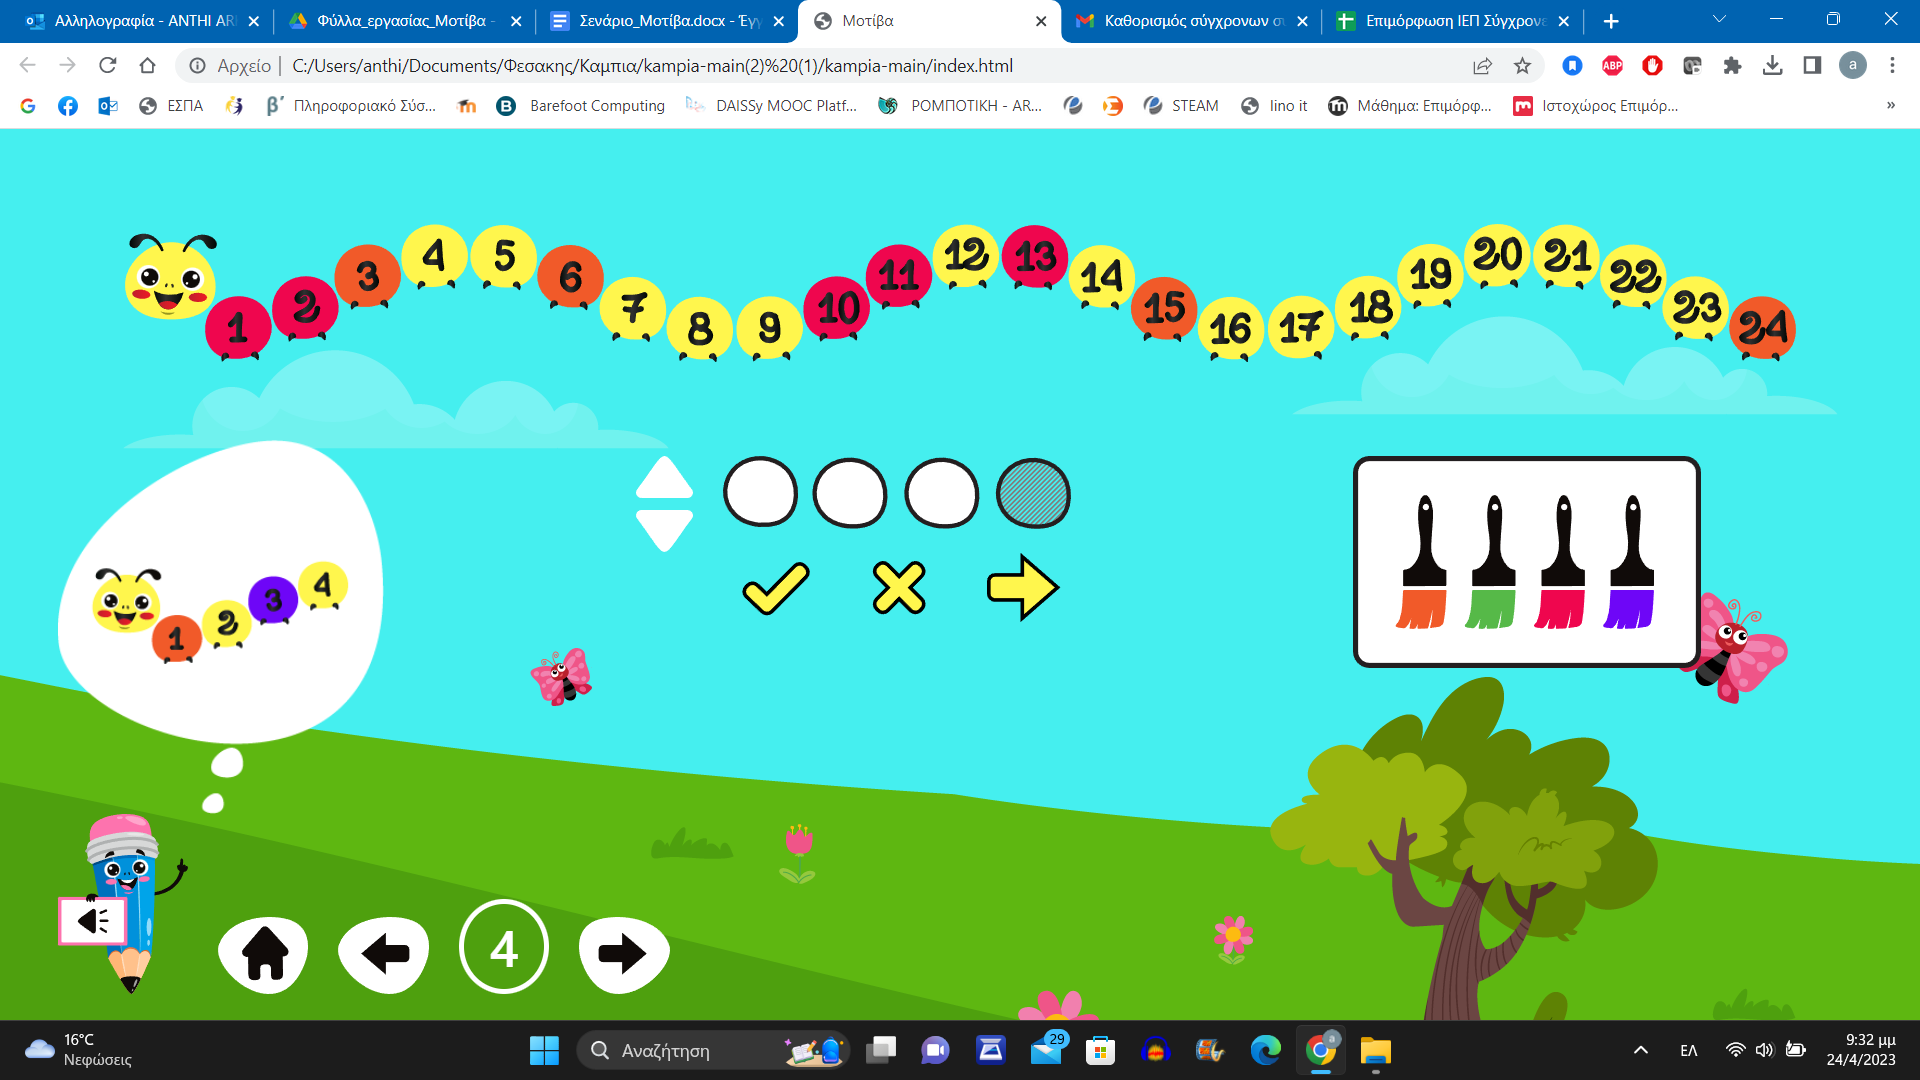 Αλληλογραφία - ANTHI AR
Φύλλα_εργασίας_Μοτίβα -
Σενάριο_Μοτίβα.docx - Έγγ
Μοτίβα
Καθορισμός σύγχρονων συ
Επιμόρφωση ΙΕΠ Σύγχρονε
Αρχείο | C:/Users/anthi/Documents/Φεσακης/Καμπια/kampia-main(2)%20(1)/kampia-main/index.html
ABP
a
ΕΣΠΑ
Πληροφοριακό Σύσ...
Barefoot Computing
DAISSy MOOC Platf...
ΡΟΜΠΟΤΙΚΗ - AR...
STEAM
lino it
Μάθημα: Επιμόρφ...
Ιστοχώρος Επιμόρ...
»
1 2 3 4 5 6 7 8 9 10 11 12 13 14 15 16 17 18 19 20 21 22 23 24
1 2 3 4
4
16°C
Νεφώσεις
Αναζήτηση
29
ΕΛ
9:32 μμ
24/4/2023